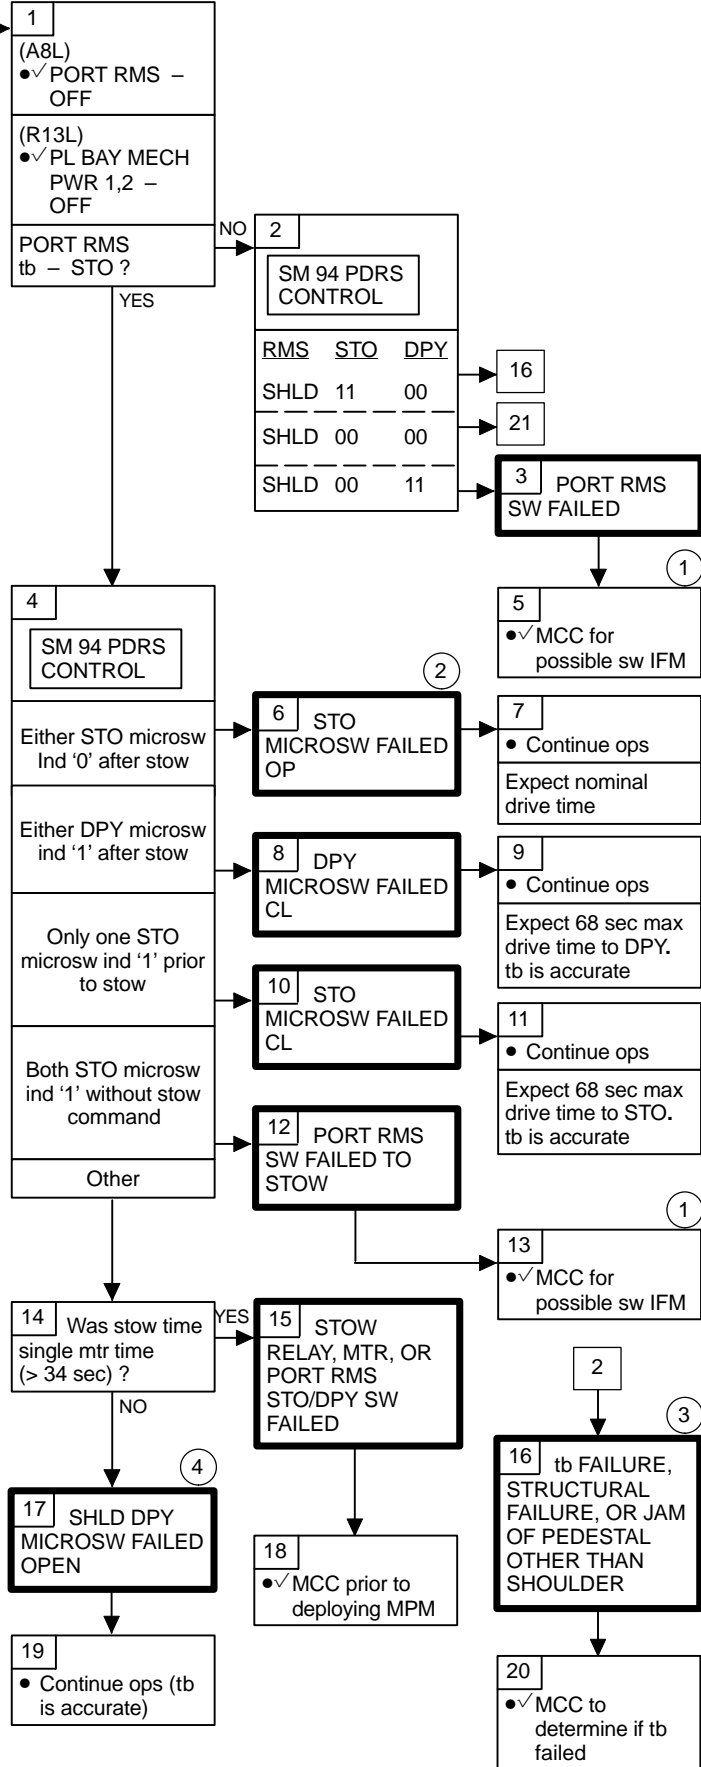 1
(A8L)
●✓PORT RMS –
OFF
(R13L)
●✓PL BAY MECH
PWR 1,2 –
OFF
PORT RMS
tb – STO ?
NO
YES
2
SM 94 PDRS
CONTROL
RMS STO DPY
SHLD 11 00
SHLD 00 00
SHLD 00 11
16
21
3 PORT RMS
SW FAILED
1
5
●✓MCC for
possible sw IFM
4
SM 94 PDRS
CONTROL
Either STO microsw
Ind ‘0’ after stow
Either DPY microsw
ind ‘1’ after stow
Only one STO
microsw ind ‘1’ prior
to stow
Both STO microsw
ind ‘1’ without stow
command
Other
2
6 STO
MICROSW FAILED
OP
7
● Continue ops
Expect nominal
drive time
8 DPY
MICROSW FAILED
CL
9
● Continue ops
Expect 68 sec max
drive time to DPY.
tb is accurate
10 STO
MICROSW FAILED
CL
11
● Continue ops
Expect 68 sec max
drive time to STO.
tb is accurate
12 PORT RMS
SW FAILED TO
STOW
1
13
●✓MCC for
possible sw IFM
14 Was stow time
single mtr time
(> 34 sec) ?
YES
NO
15 STOW
RELAY, MTR, OR
PORT RMS
STO/DPY SW
FAILED
2
3
16 tb FAILURE,
STRUCTURAL
FAILURE, OR JAM
OF PEDESTAL
OTHER THAN
SHOULDER
4
17 SHLD DPY
MICROSW FAILED
OPEN
18
●✓MCC prior to
deploying MPM
19
● Continue ops (tb
is accurate)
20
●✓MCC to
determine if tb
failed